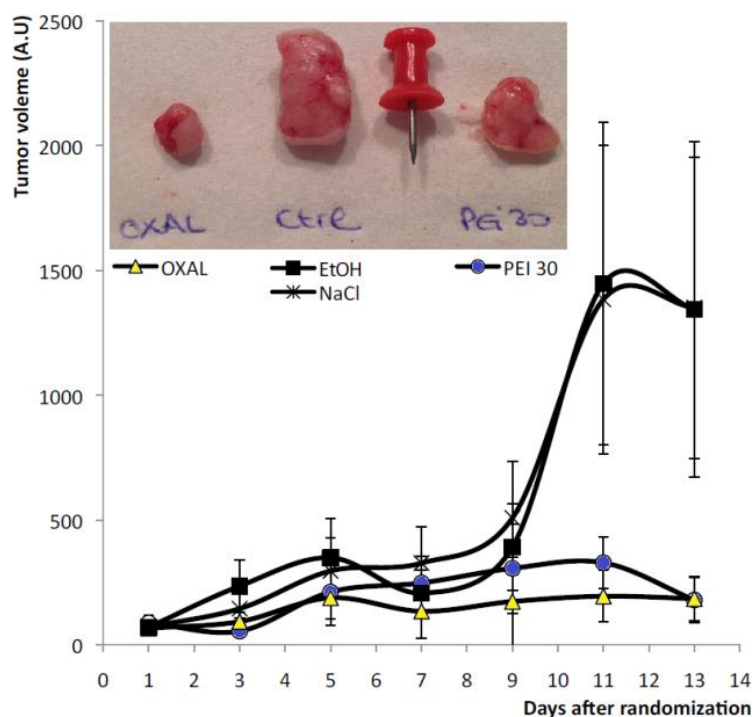 Tumor voleme (A.U)
2500
2000
1500
1000
500
0
OXAL
Ctrl
PEi 30
OXAL
EtOH
PEI 30
NaCl
0 1 2 3 4 5 6 7 8 9 10 11 12 13 14
Days after randomization